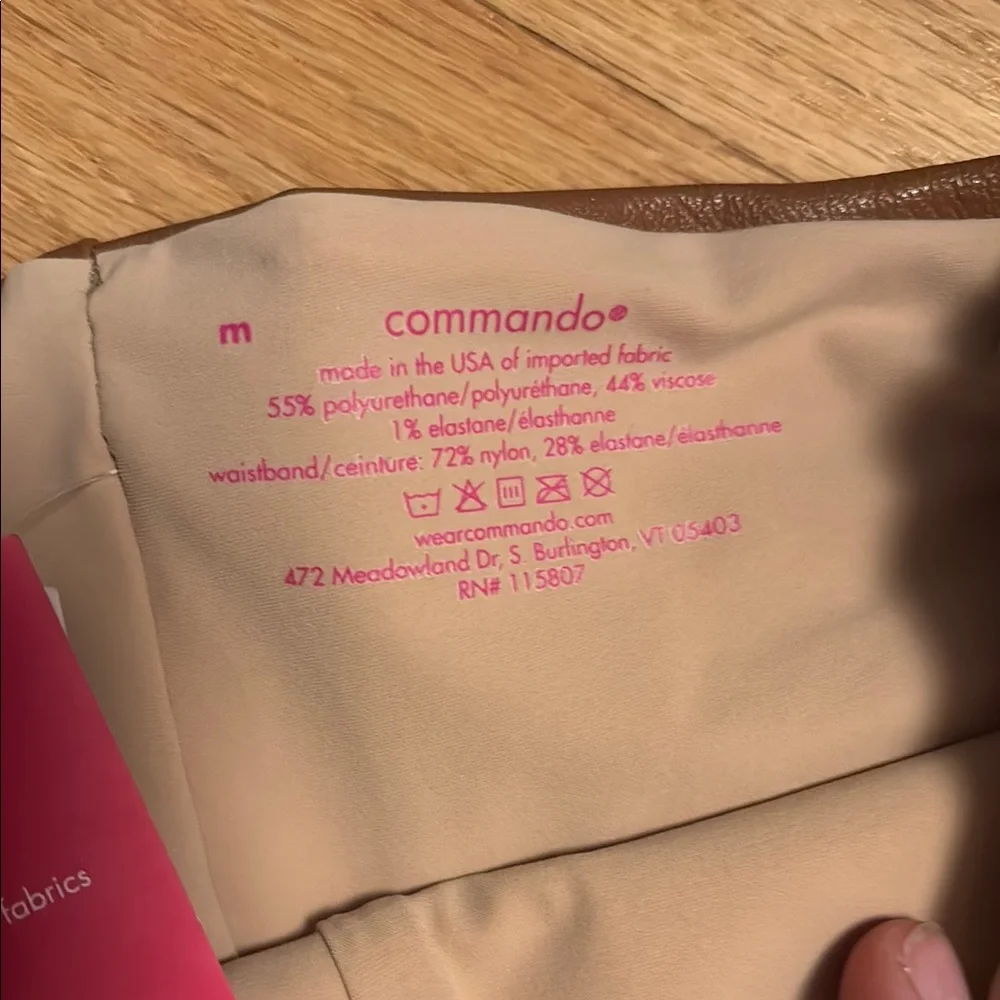 m
commando®
made in the USA of imported fabric
55% polyurethane/polyuréthane, 44% viscose
1% elastane/élasthanne
waistband/ceinture: 72% nylon, 28% elastane/élasthanne
wearcommando.com
472 Meadowland Dr, S. Burlington, VT 05403
RN# 115807
fabrics